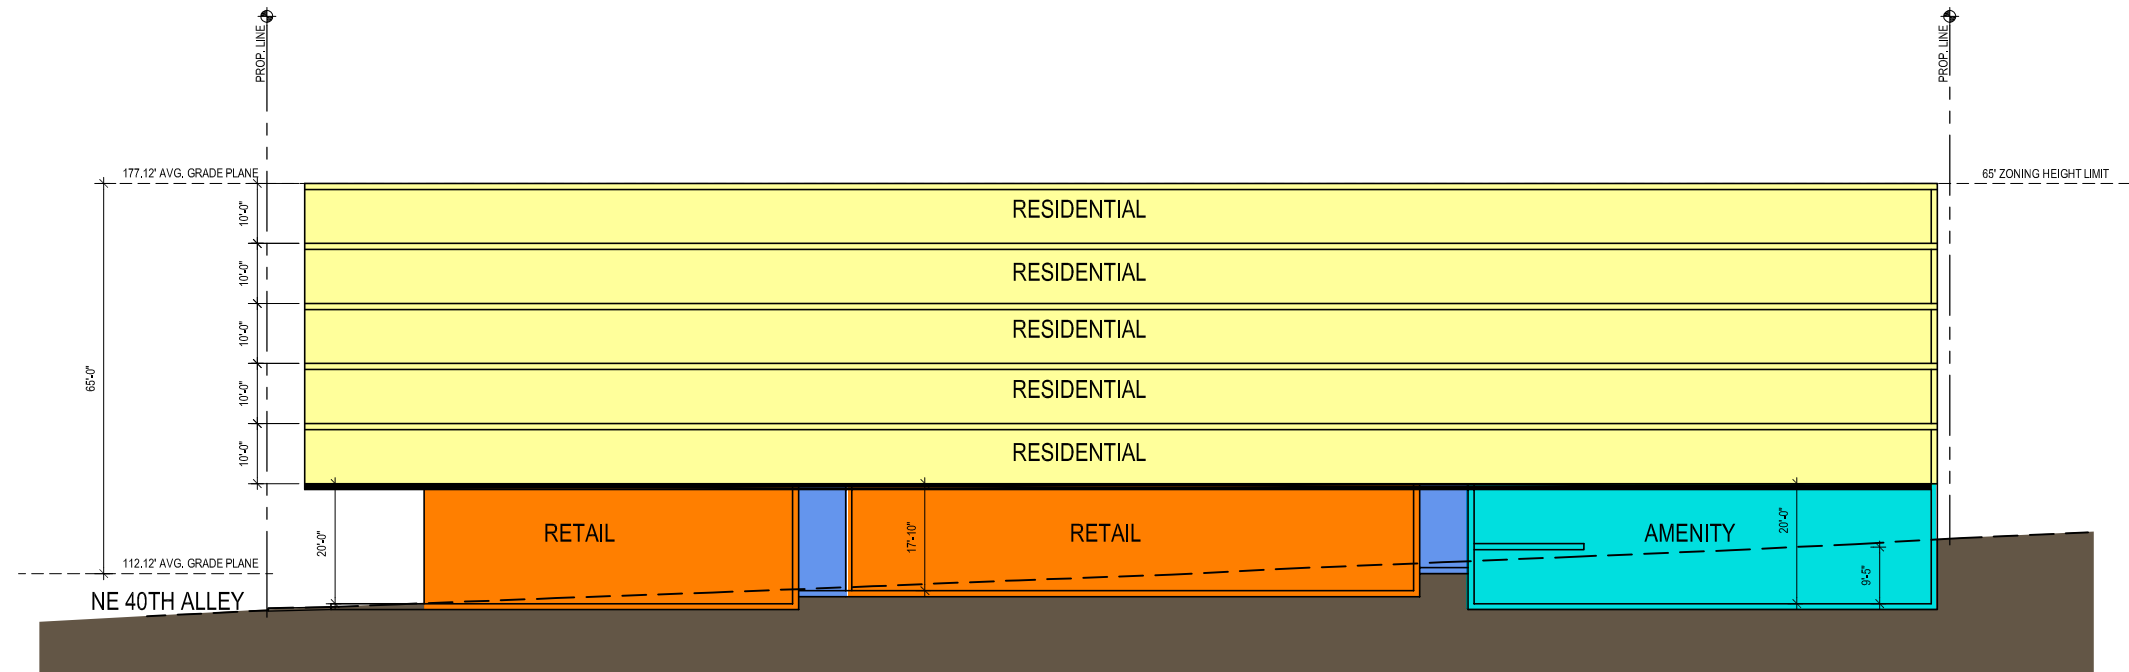 PROP. LINE
PROP. LINE
177.12' AVG. GRADE PLANE
65' ZONING HEIGHT LIMIT
10'-0"
RESIDENTIAL
10'-0"
RESIDENTIAL
10'-0"
RESIDENTIAL
65'-0"
10'-0"
RESIDENTIAL
10'-0"
RESIDENTIAL
20'-0"
RETAIL
17'-10"
RETAIL
AMENITY
20'-0"
9'-5"
112.12' AVG. GRADE PLANE
NE 40TH ALLEY